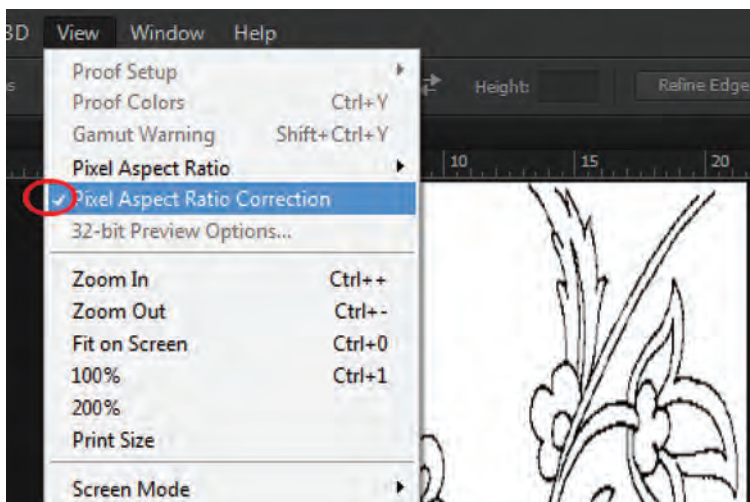 3D View Window Help
Height: Refine Edge
Proof Setup
Proof Colors Ctrl+Y
Gamut Warning Shift+Ctrl+Y
Pixel Aspect Ratio
Pixel Aspect Ratio Correction
32-bit Preview Options...
Zoom In Ctrl++
Zoom Out Ctrl+-
Fit on Screen Ctrl+0
100% Ctrl+1
200%
Print Size
Screen Mode
10 15 20